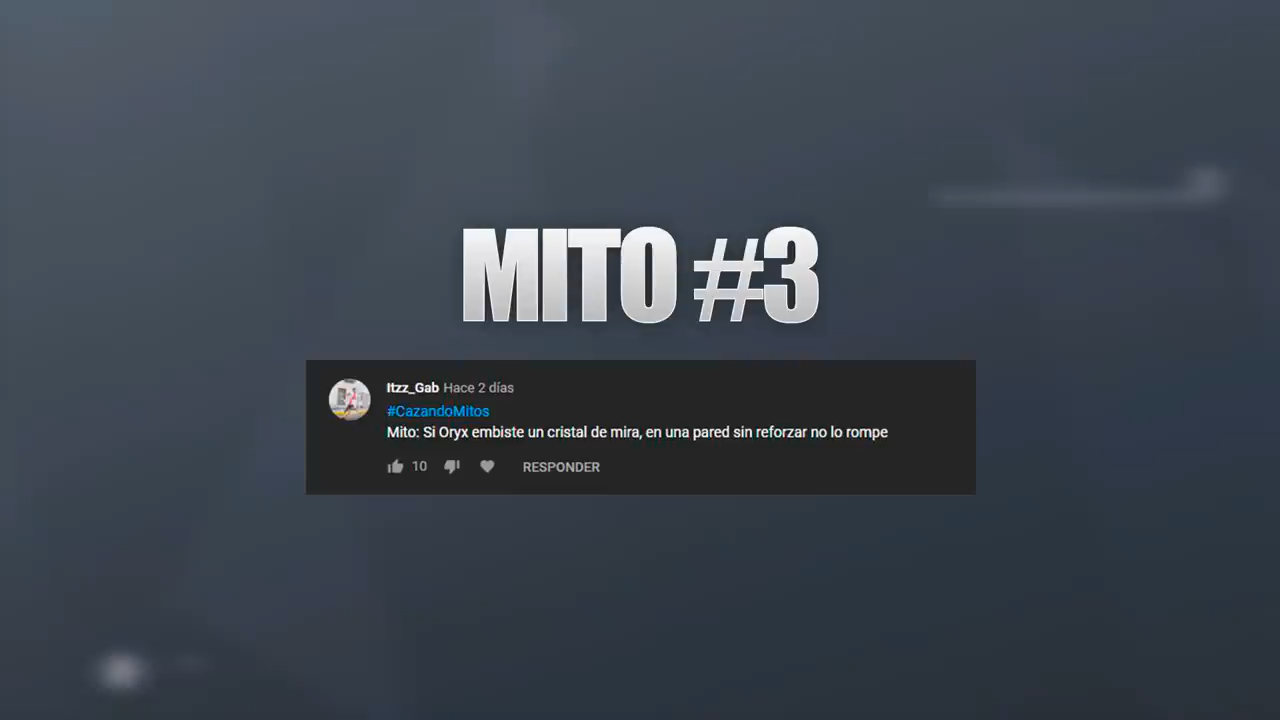 MITO #3
Itzz_Gab Hace 2 días
#CazandoMitos
Mito: Si Oryx embiste un cristal de mira, en una pared sin reforzar no lo rompe
10 RESPONDER